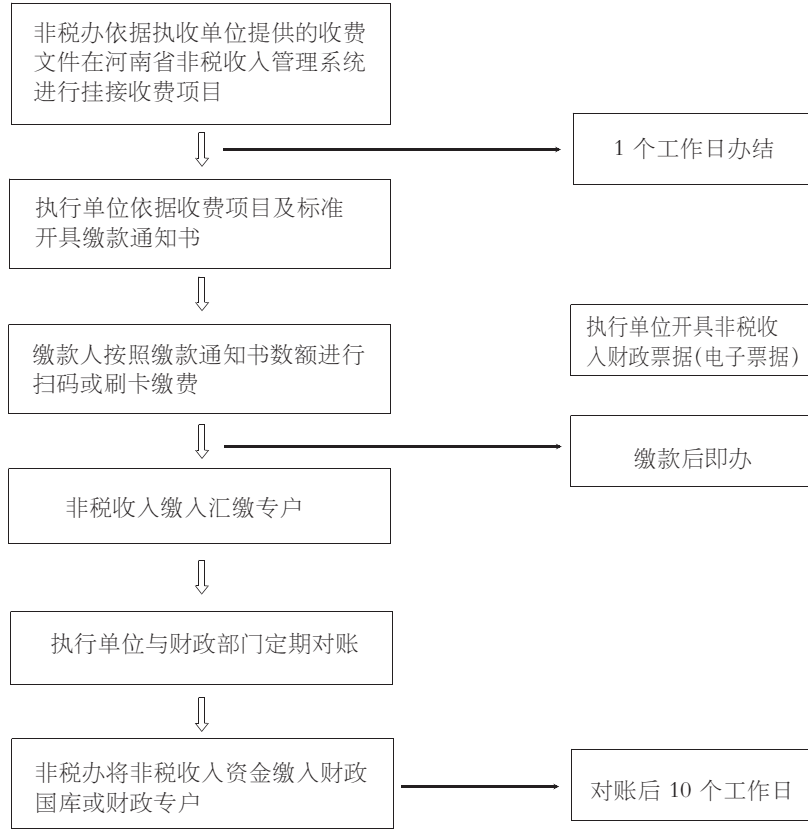 非税办依据执收单位提供的收费
文件在河南省非税收入管理系统
进行挂接收费项目
1 个工作日办结
执行单位依据收费项目及标准
开具缴款通知书
缴款人按照缴款通知书数额进行
扫码或刷卡缴费
执行单位开具非税收
入财政票据(电子票据)
缴款后即办
非税收入缴入汇缴专户
执行单位与财政部门定期对账
非税办将非税收入资金缴入财政
国库或财政专户
对账后 10 个工作日